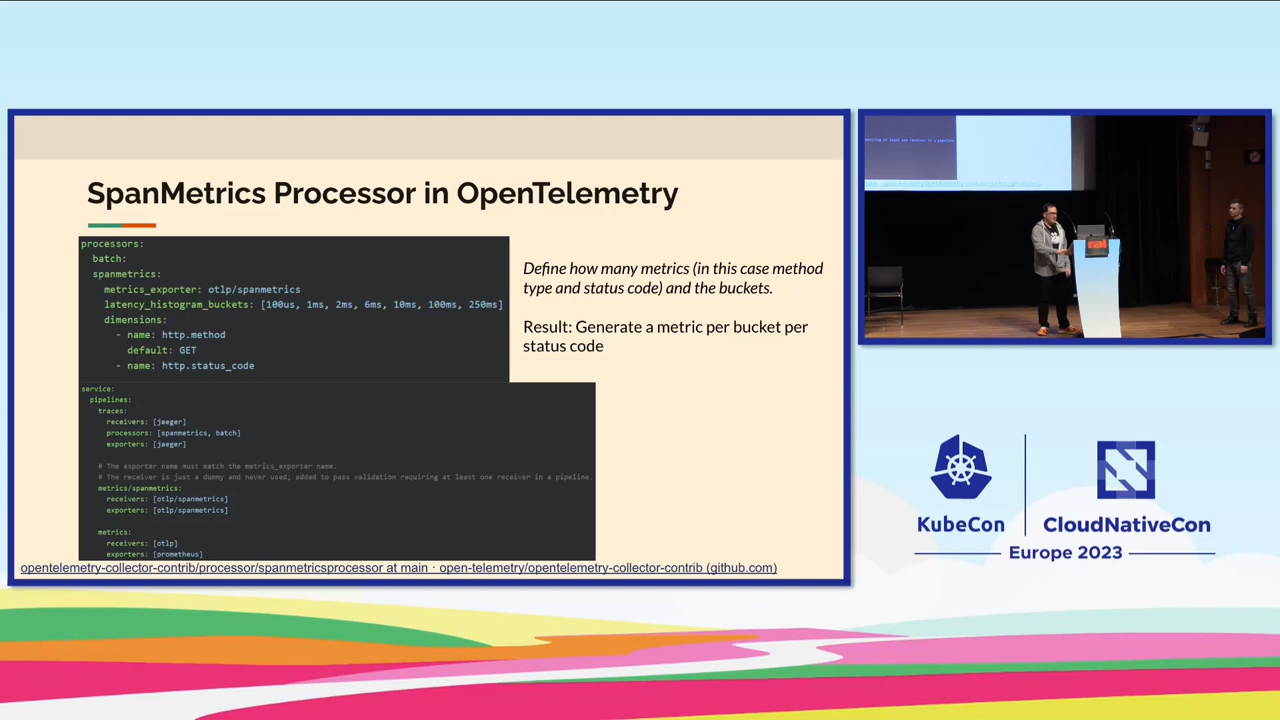 SpanMetrics Processor in OpenTelemetry
processors:
batch:
spanmetrics:
metrics_exporter: otlp/spanmetrics
latency_histogram_buckets: [100us, 1ms, 2ms, 6ms, 10ms, 100ms, 250ms]
dimensions:
- name: http.method
default: GET
- name: http.status_code
Define how many metrics (in this case method
type and status code) and the buckets.
Result: Generate a metric per bucket per
status code
service:
pipelines:
traces:
receivers: [jaeger]
processors: [spanmetrics, batch]
exporters: [jaeger]
# The exporter name must match the metrics_exporter name.
# The receiver is just a dummy and never used; added to pass validation requiring at least one receiver in a pipeline.
metrics/spanmetrics:
receivers: [otlp/spanmetrics]
exporters: [otlp/spanmetrics]
metrics:
receivers: [otlp]
exporters: [prometheus]
opentelemetry-collector-contrib/processor/spanmetricsprocessor at main · open-telemetry/opentelemetry-collector-contrib (github.com)
KubeCon
CloudNativeCon
Europe 2023